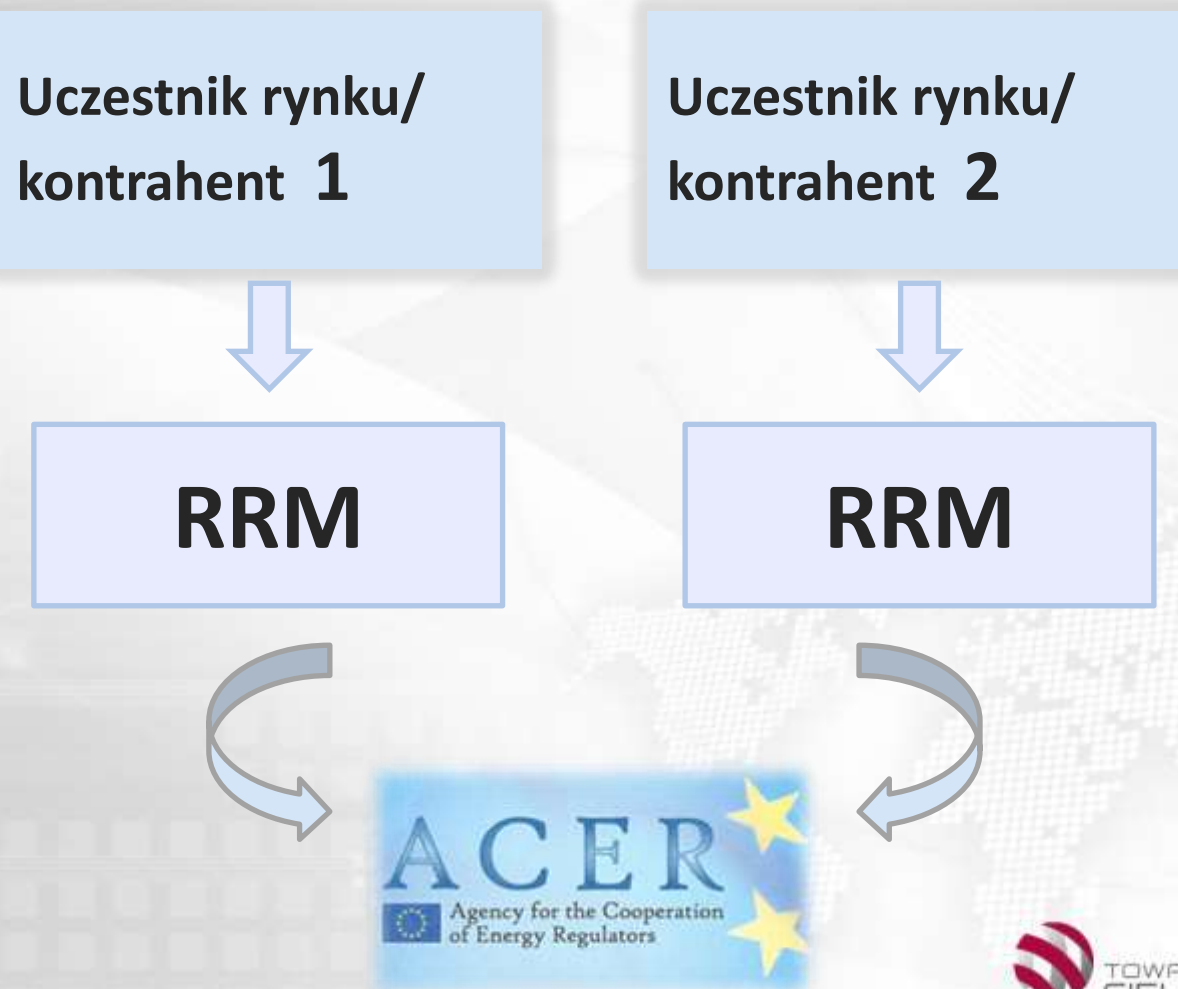 Uczestnik rynku/
kontrahent 1
Uczestnik rynku/
kontrahent 2
RRM
RRM
ACER
Agency for the Cooperation
of Energy Regulators